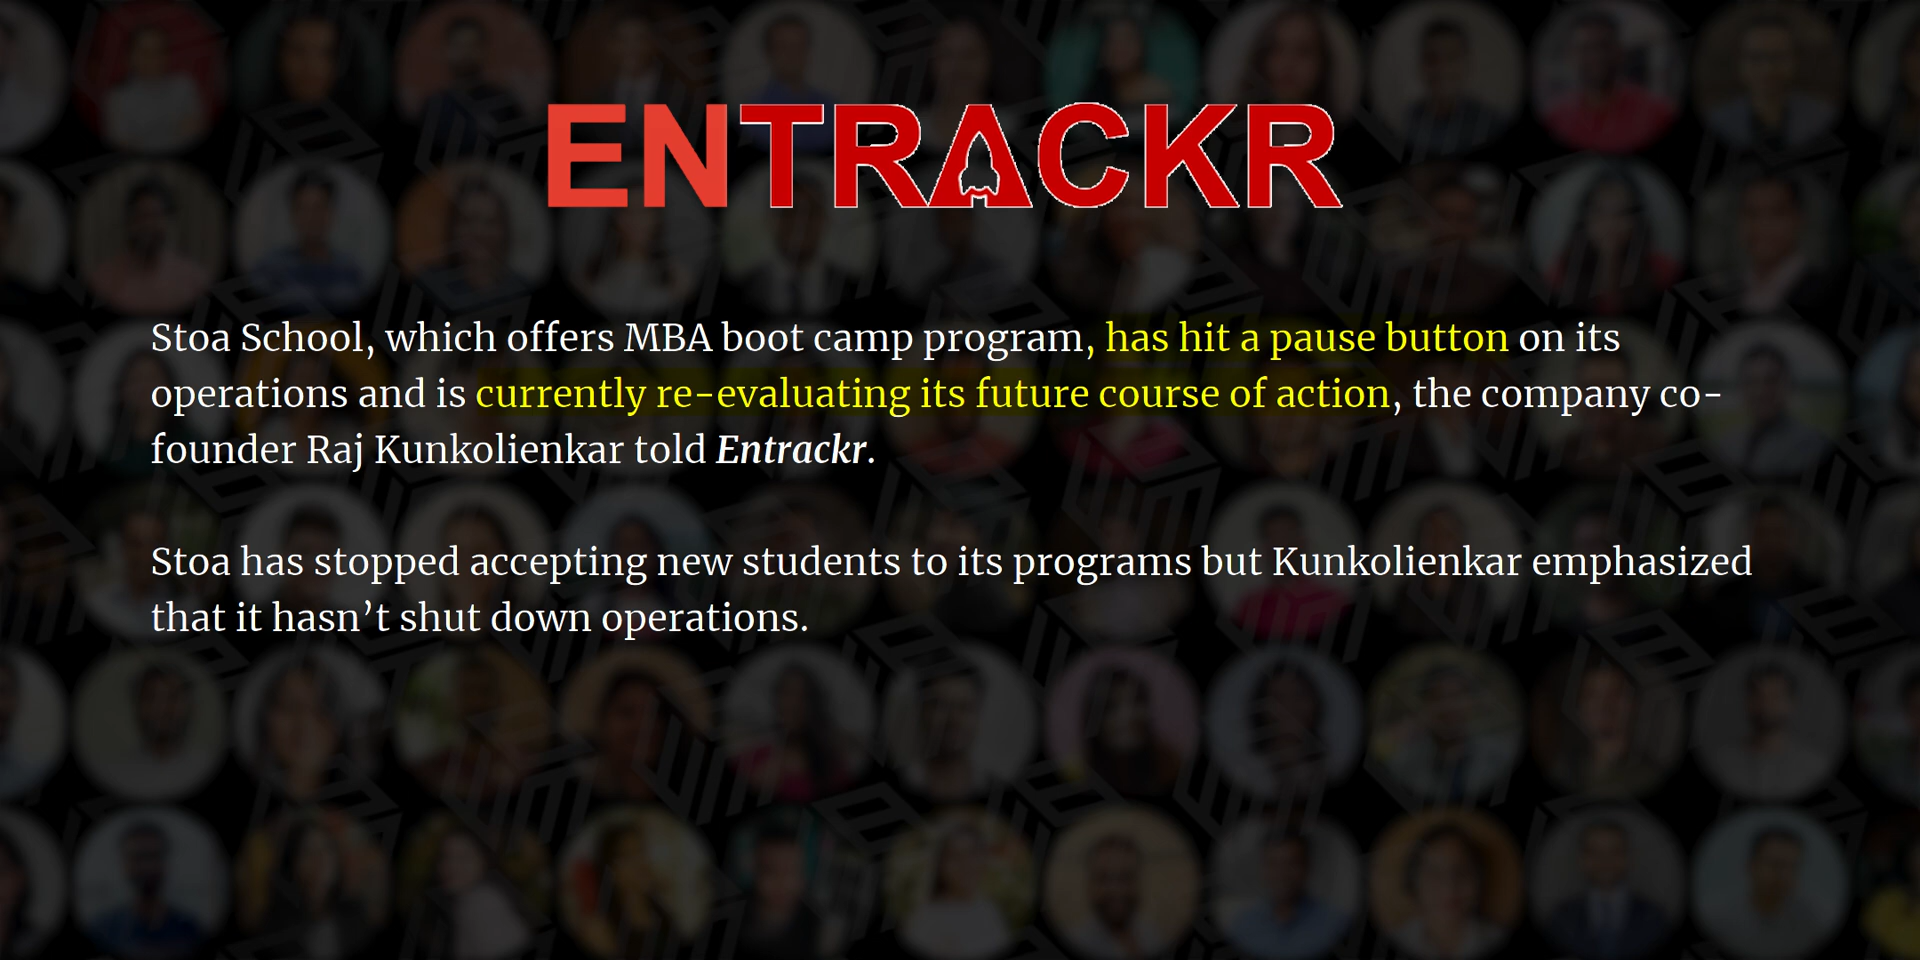 ENTRACKR
Stoa School, which offers MBA boot camp program, has hit a pause button on its
operations and is currently re-evaluating its future course of action, the company co-
founder Raj Kunkolienkar told Entrackr.
Stoa has stopped accepting new students to its programs but Kunkolienkar emphasized
that it hasn’t shut down operations.